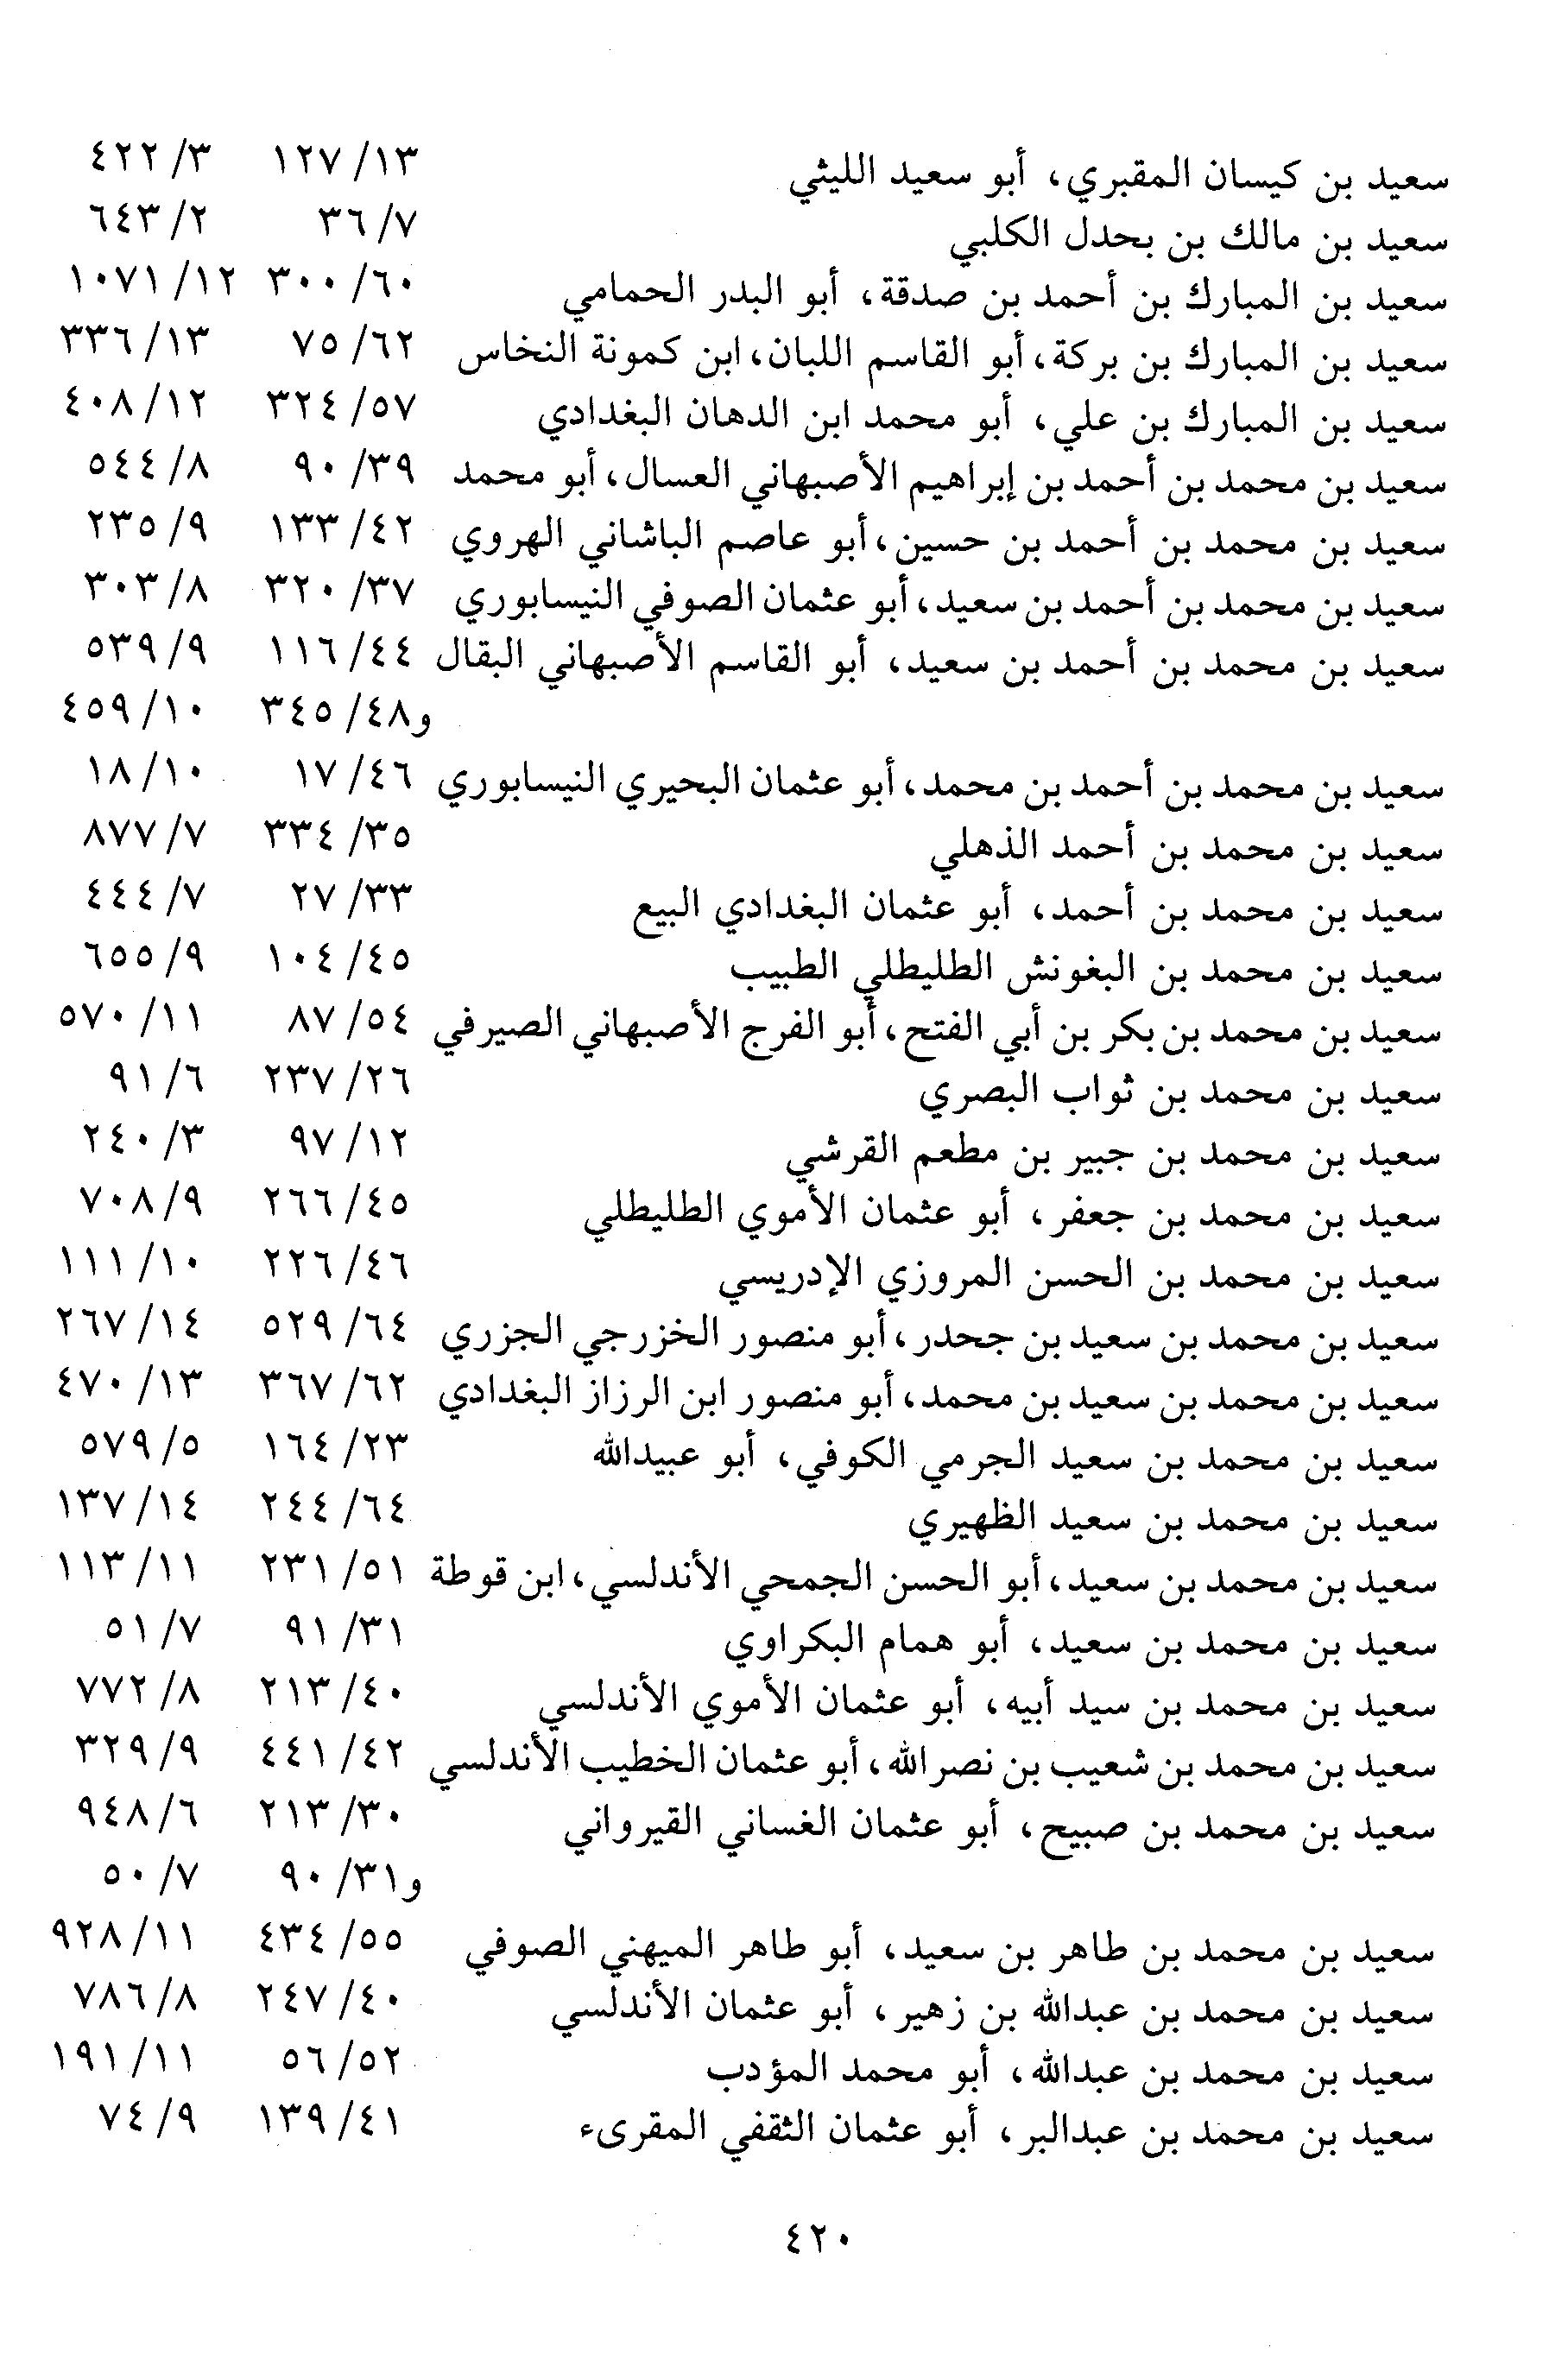 سعيد بن كيسان المقبري، أبو سعيد الليثي ١٣/ ١٢٧ ٣/ ٤٢٢
سعيد بن مالك بن بحدل الكلبي ٧/ ٣٦ ٢/ ٦٤٣
سعيد بن المبارك بن أحمد بن صدقة، أبو البدر الحمامي ٦٠/ ٣٠٠ ١٢/ ١٠٧١
سعيد بن المبارك بن بركة، أبو القاسم اللبان، ابن كمونة النخاس ٦٢/ ٧٥ ١٣/ ٣٣٦
سعيد بن المبارك بن علي، أبو محمد ابن الدهان البغدادي ٥٧/ ٣٢٤ ١٢/ ٤٠٨
سعيد بن محمد بن أحمد بن إبراهيم الأصبهاني العسال، أبو محمد ٣٩/ ٩٠ ٨/ ٥٤٤
سعيد بن محمد بن أحمد بن حسين، أبو عاصم الباشاني الهروي ٤٢/ ١٣٣ ٩/ ٢٣٥
سعيد بن محمد بن أحمد بن سعيد، أبو عثمان الصوفي النيسابوري ٣٧/ ٣٢٠ ٨/ ٣٠٣
سعيد بن محمد بن أحمد بن سعيد، أبو القاسم الأصبهاني البقال ٤٤/ ١١٦ ٩/ ٥٣٩
و٤٨/ ٣٤٥ ١٠/ ٤٥٩
سعيد بن محمد بن أحمد بن محمد، أبو عثمان البحيري النيسابوري ٤٦/ ١٧ ١٠/ ١٨
سعيد بن محمد بن أحمد الذهلي ٣٥/ ٣٣٤ ٧/ ٨٧٧
سعيد بن محمد بن أحمد، أبو عثمان البغدادي البيع ٣٣/ ٢٧ ٧/ ٤٤٤
سعيد بن محمد بن البغونش الطليطلي الطبيب ٤٥/ ١٠٤ ٩/ ٦٥٥
سعيد بن محمد بن بكر بن أبي الفتح، أبو الفرج الأصبهاني الصيرفي ٥٤/ ٨٧ ١١/ ٥٧٠
سعيد بن محمد بن ثواب البصري ٢٦/ ٢٣٧ ٦/ ٩١
سعيد بن محمد بن جبير بن مطعم القرشي ١٢/ ٩٧ ٣/ ٢٤٠
سعيد بن محمد بن جعفر، أبو عثمان الأموي الطليطلي ٤٥/ ٢٦٦ ٩/ ٧٠٨
سعيد بن محمد بن الحسن المروزي الإدريسي ٤٦/ ٢٢٦ ١٠/ ١١١
سعيد بن محمد بن سعيد بن جحدر، أبو منصور الخزرجي الجزري ٦٤/ ٥٢٩ ١٤/ ٢٦٧
سعيد بن محمد بن سعيد بن محمد، أبو منصور ابن الرزاز البغدادي ٦٢/ ٣٦٧ ١٣/ ٤٧٠
سعيد بن محمد بن سعيد الجرمي الكوفي، أبو عبيدالله ٢٣/ ١٦٤ ٥/ ٥٧٩
سعيد بن محمد بن سعيد الظهيري ٦٤/ ٢٤٤ ١٤/ ١٣٧
سعيد بن محمد بن سعيد، أبو الحسن الجمحي الأندلسي، ابن قوطة ٥١/ ٢٣١ ١١/ ١١٣
سعيد بن محمد بن سعيد، أبو همام البكراوي ٣١/ ٩١ ٧/ ٥١
سعيد بن محمد بن سيد أبيه، أبو عثمان الأموي الأندلسي ٤٠/ ٢١٣ ٨/ ٧٧٢
سعيد بن محمد بن شعيب بن نصرالله، أبو عثمان الخطيب الأندلسي ٤٢/ ٤٤١ ٩/ ٣٢٩
سعيد بن محمد بن صبيح، أبو عثمان الغساني القيرواني ٣٠/ ٢١٣ ٦/ ٩٤٨
و٣١/ ٩٠ ٧/ ٥٠
سعيد بن محمد بن طاهر بن سعيد، أبو طاهر الميهني الصوفي ٥٥/ ٤٣٤ ١١/ ٩٢٨
سعيد بن محمد بن عبدالله بن زهير، أبو عثمان الأندلسي ٤٠/ ٢٤٧ ٨/ ٧٨٦
سعيد بن محمد بن عبدالله، أبو محمد المؤدب ٥٢/ ٥٦ ١١/ ١٩١
سعيد بن محمد بن عبدالبر، أبو عثمان الثقفي المقرىء ٤١/ ١٣٩ ٩/ ٧٤
٤٢٠